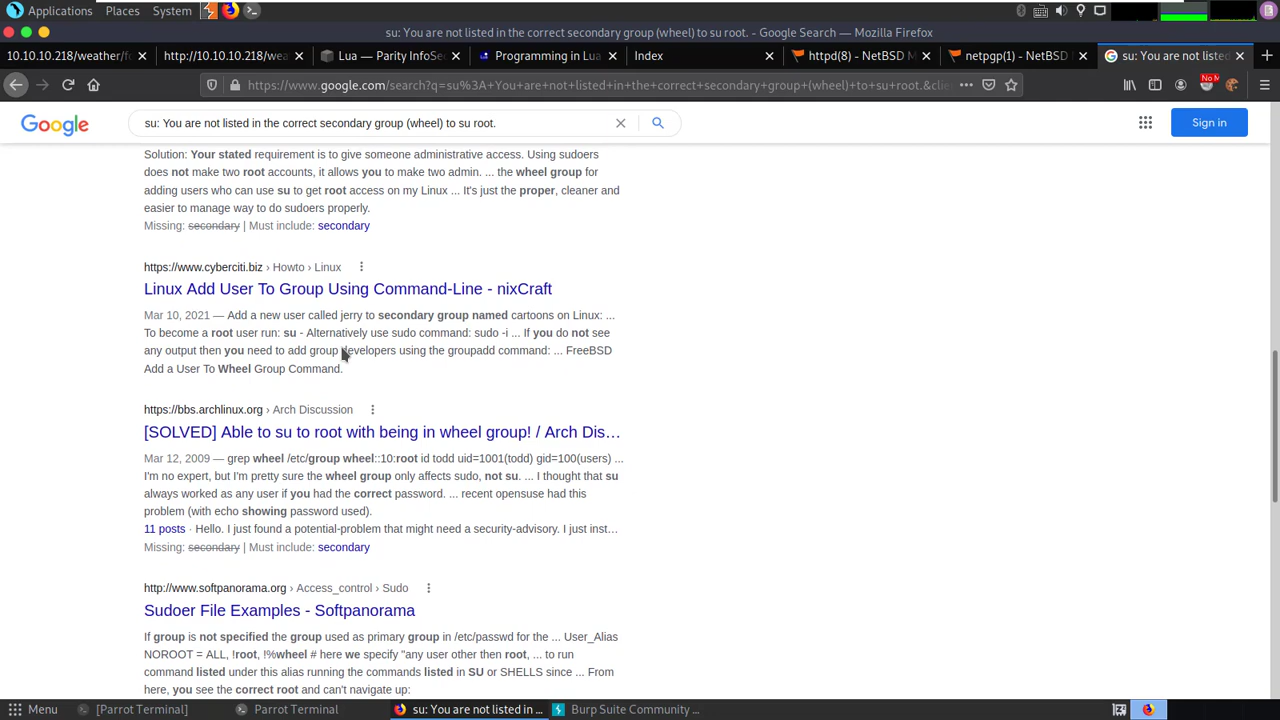 Applications Places System
su: You are not listed in the correct secondary group (wheel) to su root. - Google Search — Mozilla Firefox
10.10.10.218/weather/fo
http://10.10.10.218/wea
Lua — Parity InfoSec
Programming in Lua
Index
httpd(8) - NetBSD M
netpgp(1) - NetBSD
su: You are not listed
https://www.google.com/search?q=su%3A+You+are+not+listed+in+the+correct+secondary+group+(wheel)+to+su+root.&clie
No M
Google
su: You are not listed in the correct secondary group (wheel) to su root.
Sign in
Solution: Your stated requirement is to give someone administrative access. Using sudoers
does not make two root accounts, it allows you to make two admin. ... the wheel group for
adding users who can use su to get root access on my Linux ... It's just the proper, cleaner and
easier to manage way to do sudoers properly.
Missing: secondary | Must include: secondary
https://www.cyberciti.biz › Howto › Linux
Linux Add User To Group Using Command-Line - nixCraft
Mar 10, 2021 — Add a new user called jerry to secondary group named cartoons on Linux: ...
To become a root user run: su - Alternatively use sudo command: sudo -i ... If you do not see
any output then you need to add group developers using the groupadd command: ... FreeBSD
Add a User To Wheel Group Command.
https://bbs.archlinux.org › Arch Discussion
[SOLVED] Able to su to root with being in wheel group! / Arch Dis...
Mar 12, 2009 — grep wheel /etc/group wheel::10:root id todd uid=1001(todd) gid=100(users) ...
I'm no expert, but I'm pretty sure the wheel group only affects sudo, not su. ... I thought that su
always worked as any user if you had the correct password. ... recent opensuse had this
problem (with echo showing password used).
11 posts · Hello. I just found a potential-problem that might need a security-advisory. I just inst...
Missing: secondary | Must include: secondary
http://www.softpanorama.org › Access_control › Sudo
Sudoer File Examples - Softpanorama
If group is not specified the group used as primary group in /etc/passwd for the ... User_Alias
NOROOT = ALL, !root, !%wheel # here we specify "any user other then root, ... to run
command listed under this alias running the commands listed in SU or SHELLS since ... From
here, you see the correct root and can't navigate up:
Menu
[Parrot Terminal]
Parrot Terminal
su: You are not listed in ...
Burp Suite Community ...